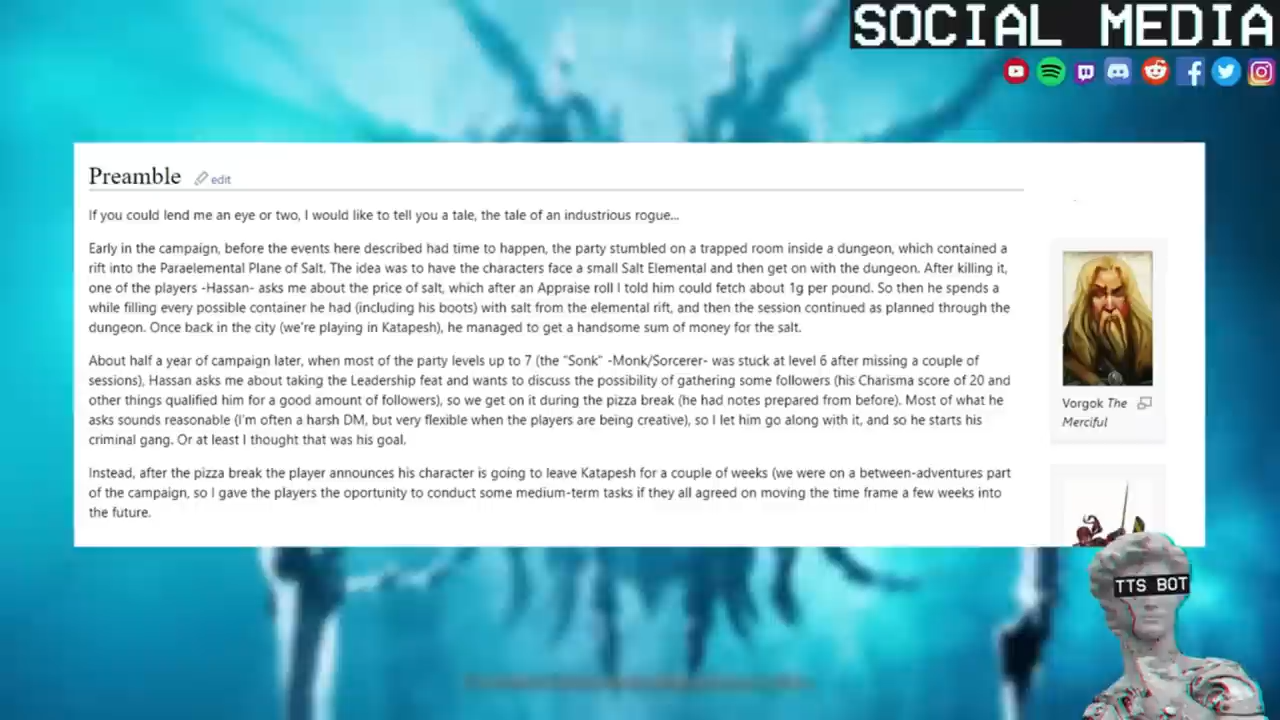 SOCIAL MEDIA
Preamble edit
If you could lend me an eye or two, I would like to tell you a tale, the tale of an industrious rogue...
Early in the campaign, before the events here described had time to happen, the party stumbled on a trapped room inside a dungeon, which contained a
rift into the Paraelemental Plane of Salt. The idea was to have the characters face a small Salt Elemental and then get on with the dungeon. After killing it,
one of the players -Hassan- asks me about the price of salt, which after an Appraise roll I told him could fetch about 1g per pound. So then he spends a
while filling every possible container he had (including his boots) with salt from the elemental rift, and then the session continued as planned through the
dungeon. Once back in the city (we're playing in Katapesh), he managed to get a handsome sum of money for the salt.
About half a year of campaign later, when most of the party levels up to 7 (the "Sonk" -Monk/Sorcerer- was stuck at level 6 after missing a couple of
sessions), Hassan asks me about taking the Leadership feat and wants to discuss the possibility of gathering some followers (his Charisma score of 20 and
other things qualified him for a good amount of followers), so we get on it during the pizza break (he had notes prepared from before). Most of what he
asks sounds reasonable (I'm often a harsh DM, but very flexible when the players are being creative), so I let him go along with it, and so he starts his
criminal gang. Or at least I thought that was his goal.
Instead, after the pizza break the player announces his character is going to leave Katapesh for a couple of weeks (we were on a between-adventures part
of the campaign, so I gave the players the oportunity to conduct some medium-term tasks if they all agreed on moving the time frame a few weeks into
the future.
Vorgok The
Merciful
TTS BOT